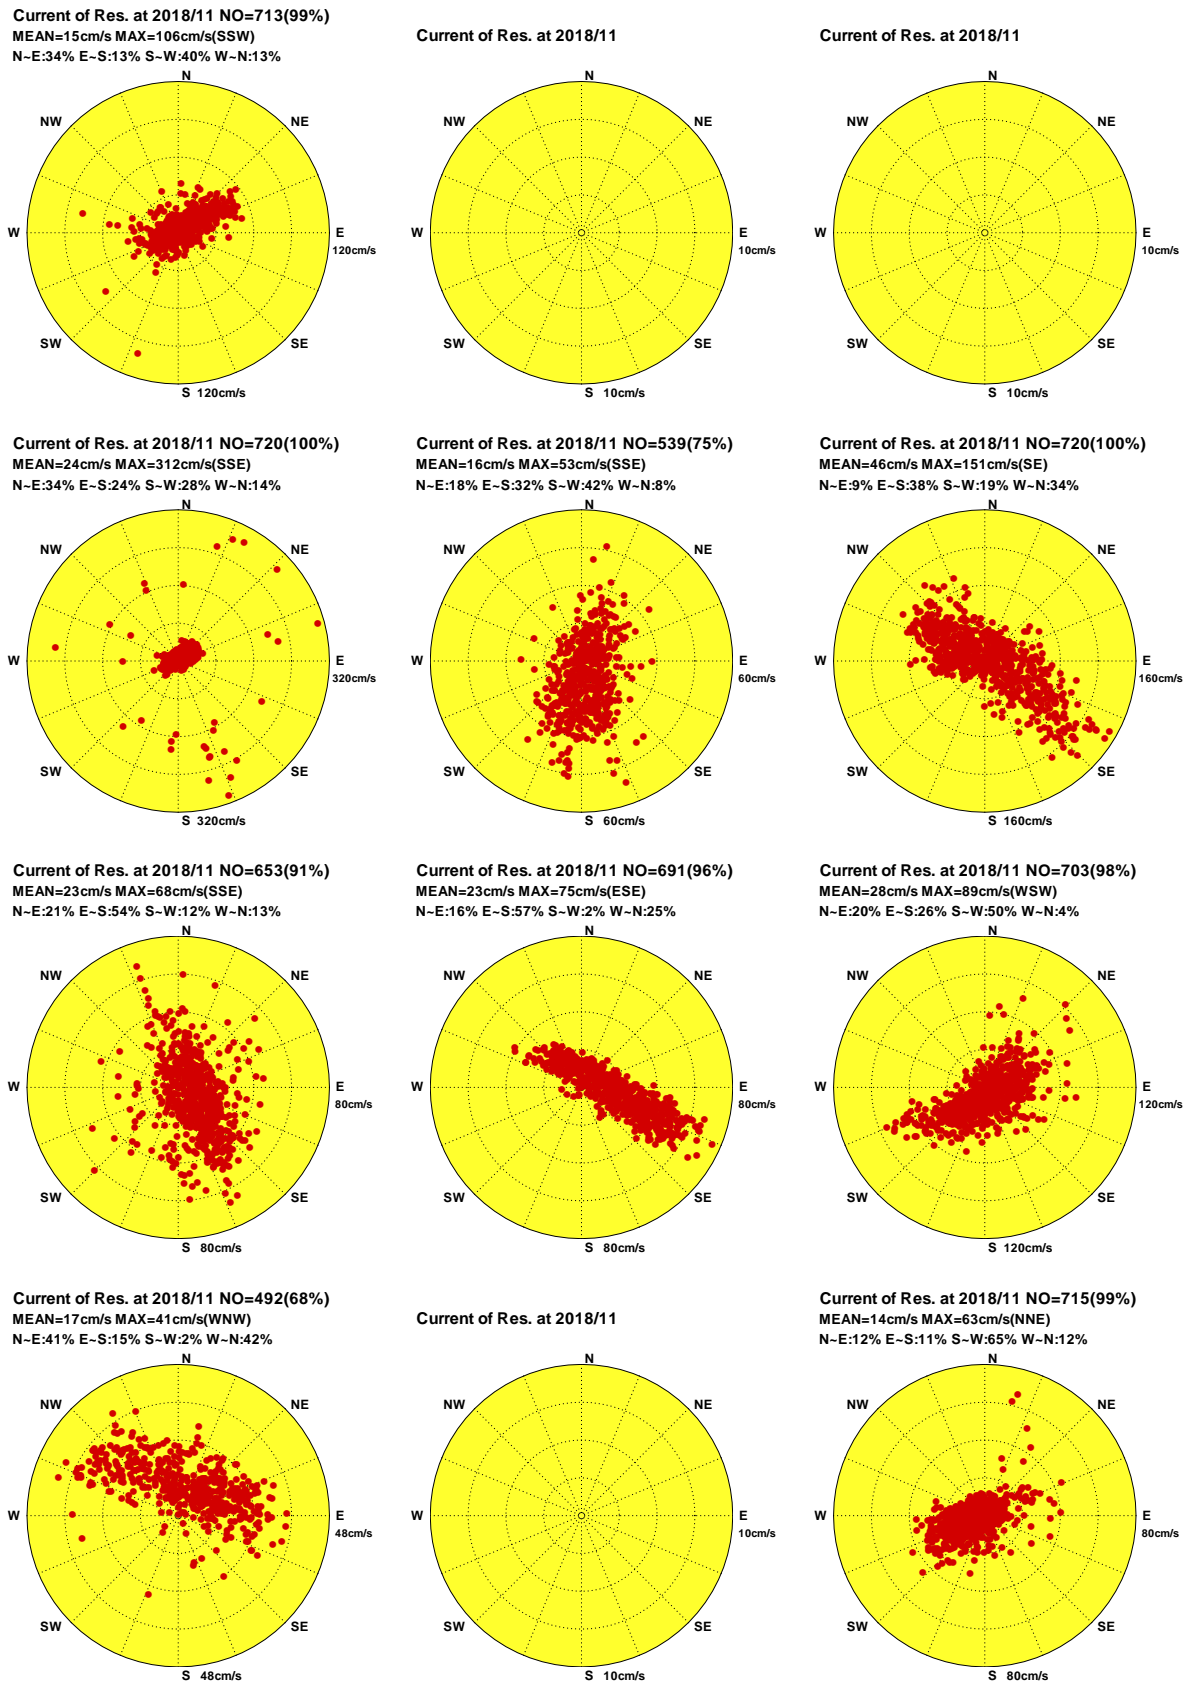 Current of Res. at 2018/11 NO=713(99%)
MEAN=15cm/s MAX=106cm/s(SSW)
N~E:34% E~S:13% S~W:40% W~N:13%
N
NW
NE
W
E
120cm/s
SW
SE
S 120cm/s
Current of Res. at 2018/11
N
NW
NE
W
E
10cm/s
SW
SE
S 10cm/s
Current of Res. at 2018/11
N
NW
NE
W
E
10cm/s
SW
SE
S 10cm/s
Current of Res. at 2018/11 NO=720(100%)
MEAN=24cm/s MAX=312cm/s(SSE)
N~E:34% E~S:24% S~W:28% W~N:14%
N
NW
NE
W
E
320cm/s
SW
SE
S 320cm/s
Current of Res. at 2018/11 NO=539(75%)
MEAN=16cm/s MAX=53cm/s(SSE)
N~E:18% E~S:32% S~W:42% W~N:8%
N
NW
NE
W
E
60cm/s
SW
SE
S 60cm/s
Current of Res. at 2018/11 NO=720(100%)
MEAN=46cm/s MAX=151cm/s(SE)
N~E:9% E~S:38% S~W:19% W~N:34%
N
NW
NE
W
E
160cm/s
SW
SE
S 160cm/s
Current of Res. at 2018/11 NO=653(91%)
MEAN=23cm/s MAX=68cm/s(SSE)
N~E:21% E~S:54% S~W:12% W~N:13%
N
NW
NE
W
E
80cm/s
SW
SE
S 80cm/s
Current of Res. at 2018/11 NO=691(96%)
MEAN=23cm/s MAX=75cm/s(ESE)
N~E:16% E~S:57% S~W:2% W~N:25%
N
NW
NE
W
E
80cm/s
SW
SE
S 80cm/s
Current of Res. at 2018/11 NO=703(98%)
MEAN=28cm/s MAX=89cm/s(WSW)
N~E:20% E~S:26% S~W:50% W~N:4%
N
NW
NE
W
E
120cm/s
SW
SE
S 120cm/s
Current of Res. at 2018/11 NO=492(68%)
MEAN=17cm/s MAX=41cm/s(WNW)
N~E:41% E~S:15% S~W:2% W~N:42%
N
NW
NE
W
E
48cm/s
SW
SE
S 48cm/s
Current of Res. at 2018/11
N
NW
NE
W
E
10cm/s
SW
SE
S 10cm/s
Current of Res. at 2018/11 NO=715(99%)
MEAN=14cm/s MAX=63cm/s(NNE)
N~E:12% E~S:11% S~W:65% W~N:12%
N
NW
NE
W
E
80cm/s
SW
SE
S 80cm/s